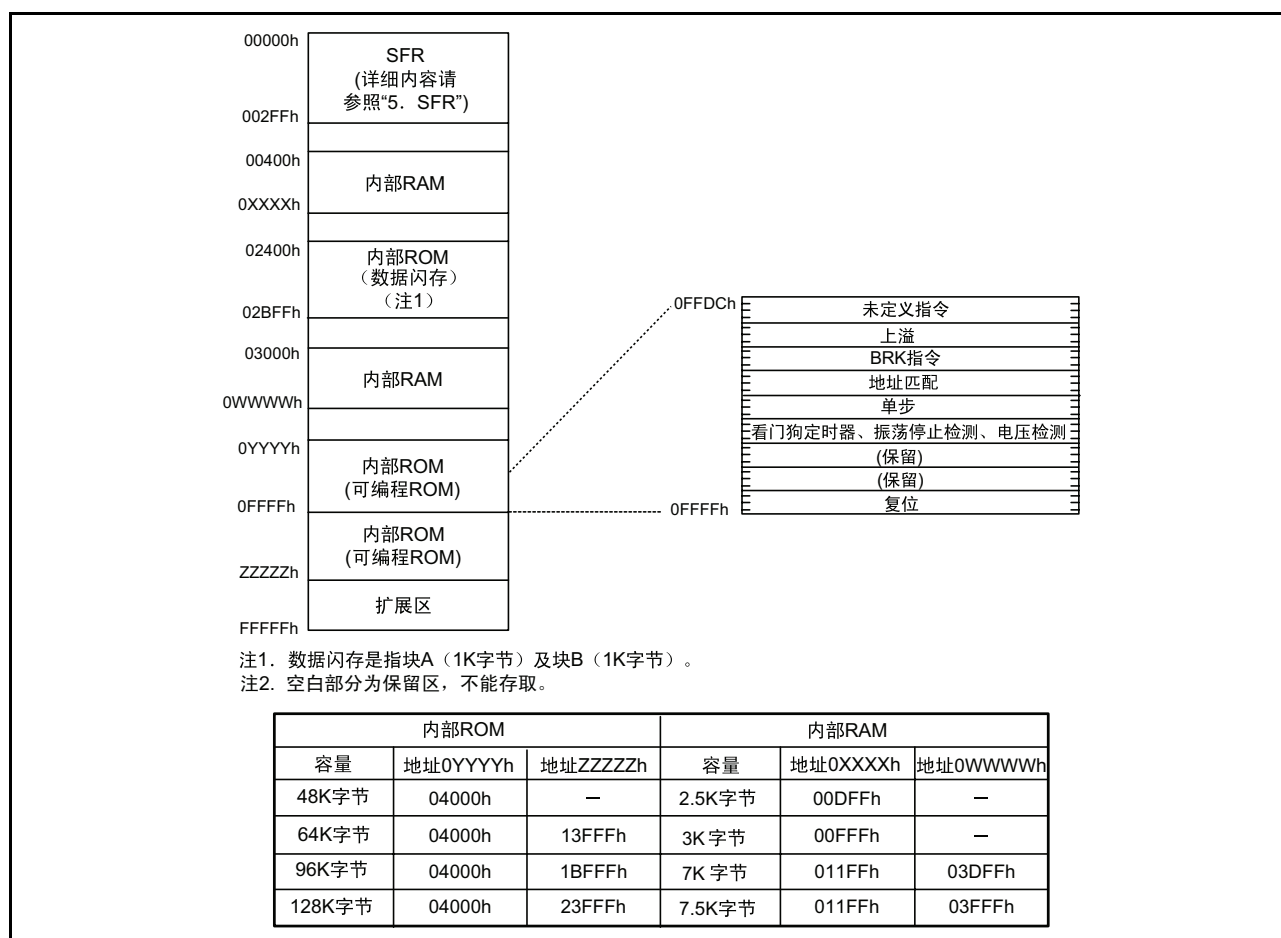 00000h
SFR
(详细内容请
参照“5．SFR”)
002FFh
00400h
内部RAM
0XXXXh
02400h
内部ROM
（数据闪存）
（注1）
02BFFh
03000h
内部RAM
0WWWWh
0YYYYh
内部ROM
(可编程ROM)
0FFFFh
内部ROM
(可编程ROM)
ZZZZZh
扩展区
FFFFFh
0FFDCh
未定义指令
上溢
BRK指令
地址匹配
单步
看门狗定时器、振荡停止检测、电压检测
(保留)
(保留)
0FFFFh
复位
注1．数据闪存是指块A（1K字节）及块B（1K字节）。
注2. 空白部分为保留区，不能存取。
内部ROM 内部RAM
容量 地址0YYYYh 地址ZZZZZh 容量 地址0XXXXh 地址0WWWWh
48K字节 04000h － 2.5K字节 00DFFh －
64K字节 04000h 13FFFh 3K 字节 00FFFh －
96K字节 04000h 1BFFFh 7K 字节 011FFh 03DFFh
128K字节 04000h 23FFFh 7.5K字节 011FFh 03FFFh